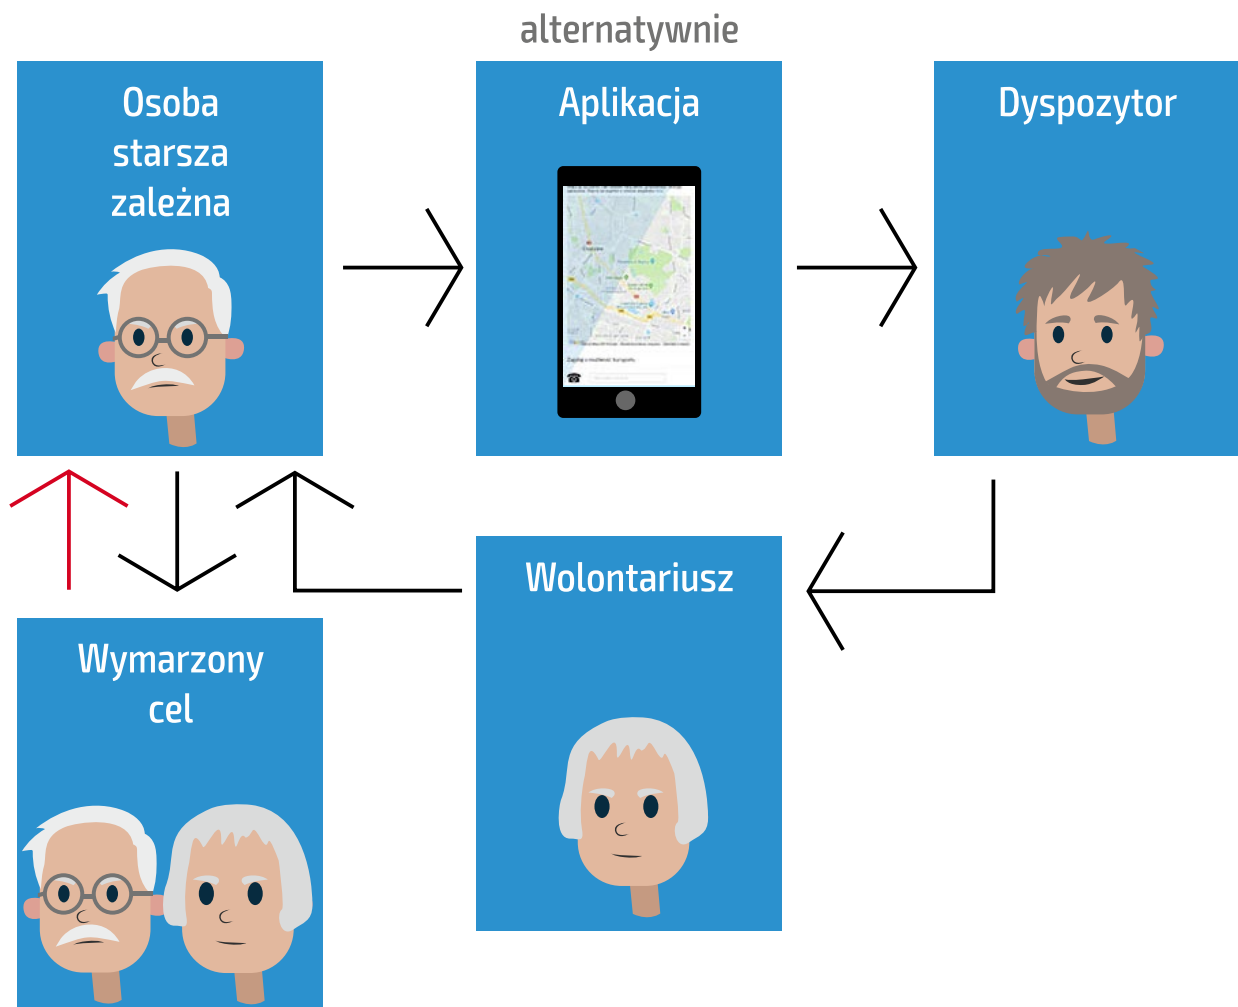 alternatywnie
Osoba
starsza
zależna
Aplikacja
Dyspozytor
Wolontariusz
Wymarzony
cel